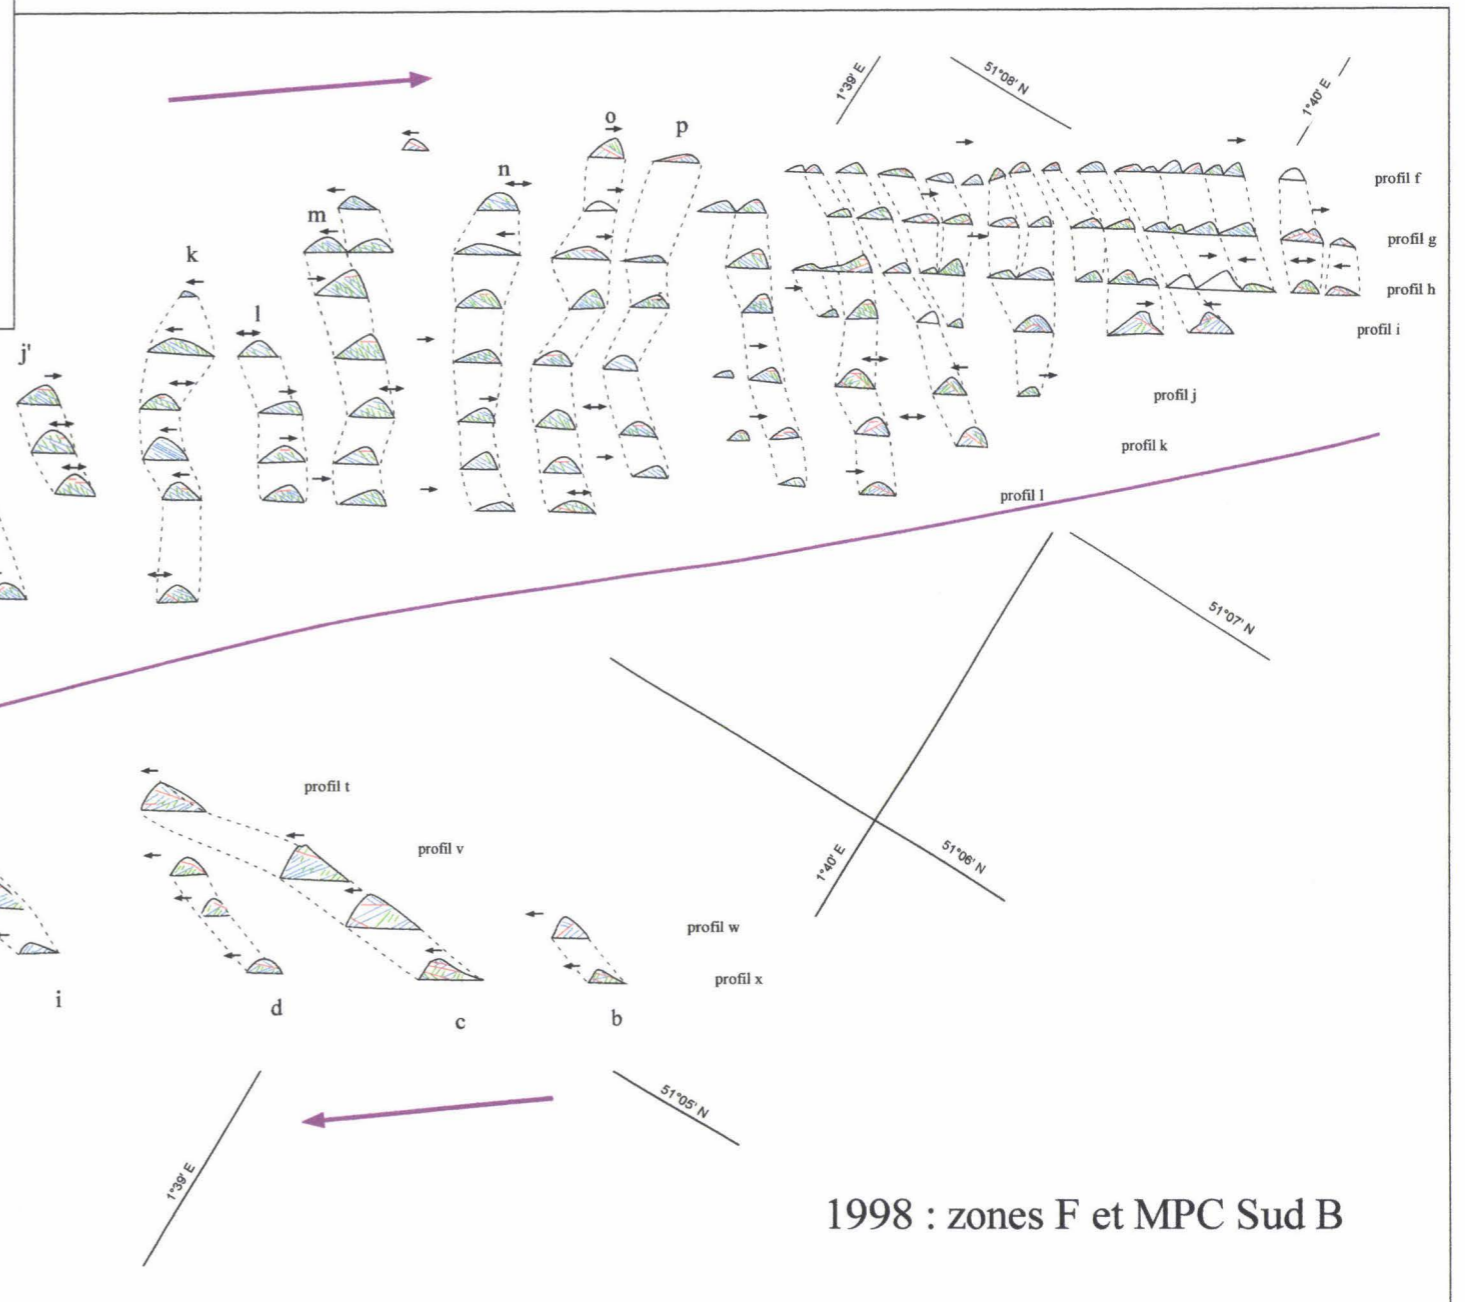 1°39' E
51°08' N
1°40' E
o
p
profil f
n
m
profil g
k
profil h
l
profil i
j'
profil j
profil k
profil l
51°07' N
profil t
profil v
1°40' E
51°06' N
profil w
profil x
i
d
c
b
51°05' N
1°39' E
1998 : zones F et MPC Sud B